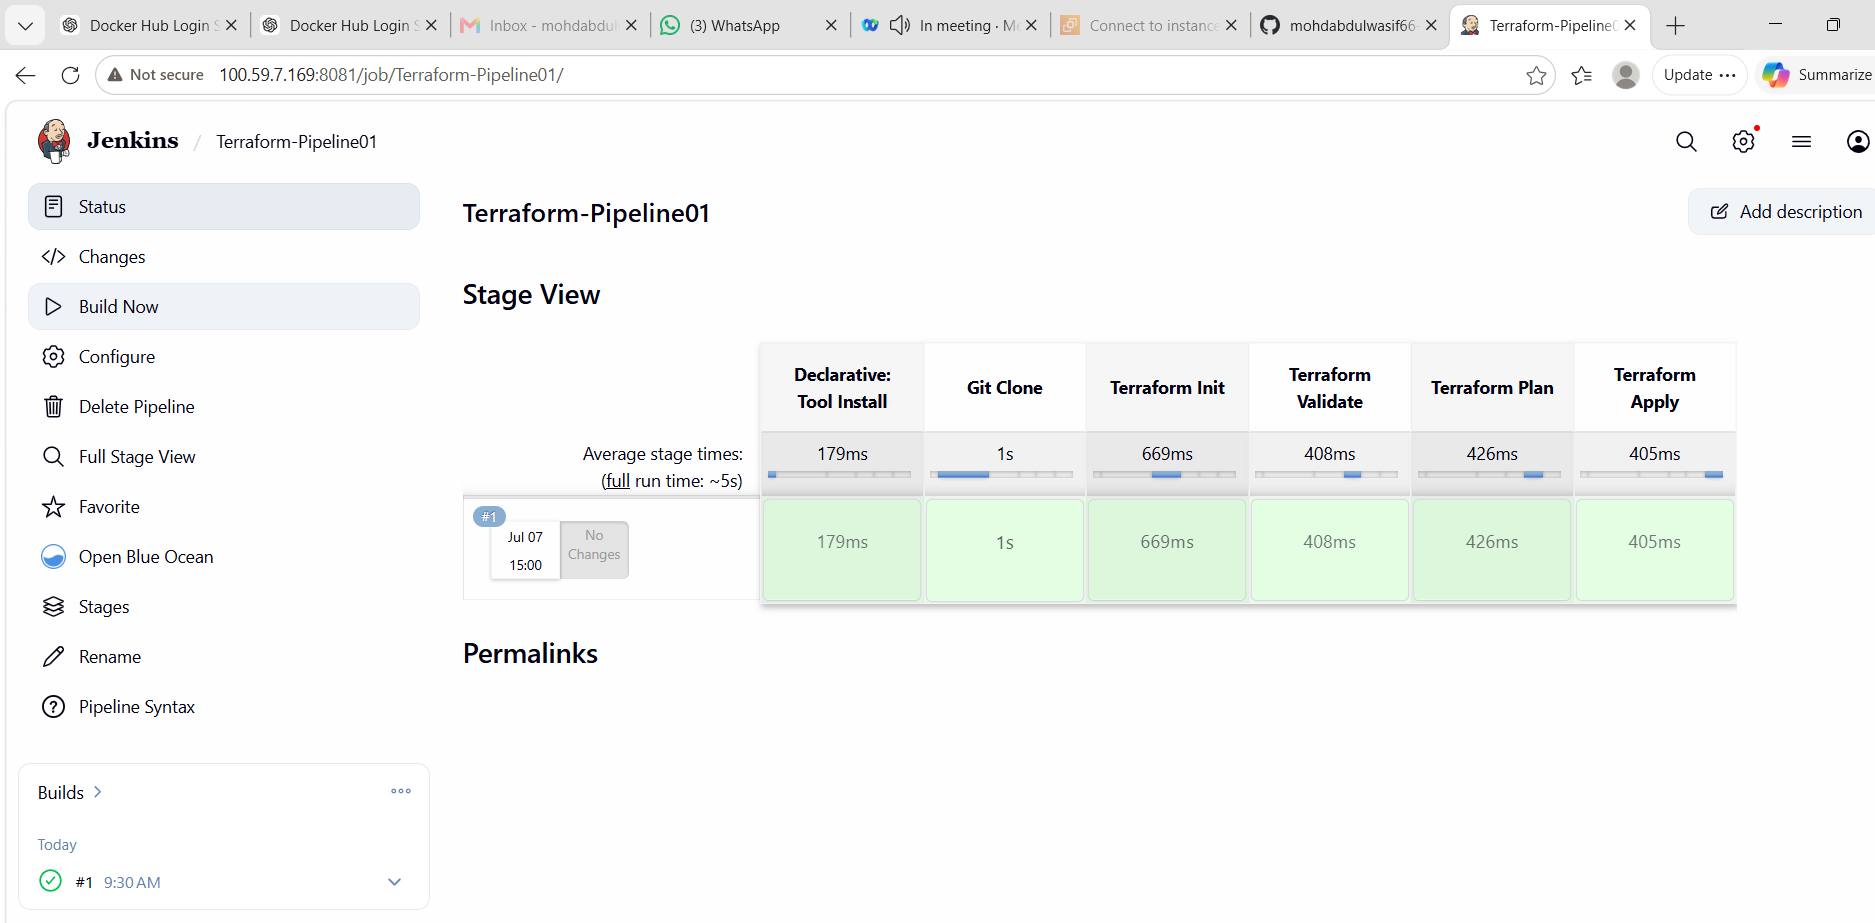 Docker Hub Login S
Docker Hub Login S
Inbox - mohdabdul
(3) WhatsApp
In meeting · Me
Connect to instance
mohdabdulwasif66-
Terraform-Pipeline0
Not secure 100.59.7.169:8081/job/Terraform-Pipeline01/
Update
Summarize
Jenkins / Terraform-Pipeline01
Status
Changes
Build Now
Configure
Delete Pipeline
Full Stage View
Favorite
Open Blue Ocean
Stages
Rename
Pipeline Syntax
Builds
Today
#1 9:30 AM
Terraform-Pipeline01
Add description
Stage View
Declarative:
Tool Install
Git Clone
Terraform Init
Terraform
Validate
Terraform Plan
Terraform
Apply
Average stage times:
(full run time: ~5s)
179ms
1s
669ms
408ms
426ms
405ms
#1
Jul 07
15:00
No
Changes
179ms
1s
669ms
408ms
426ms
405ms
Permalinks